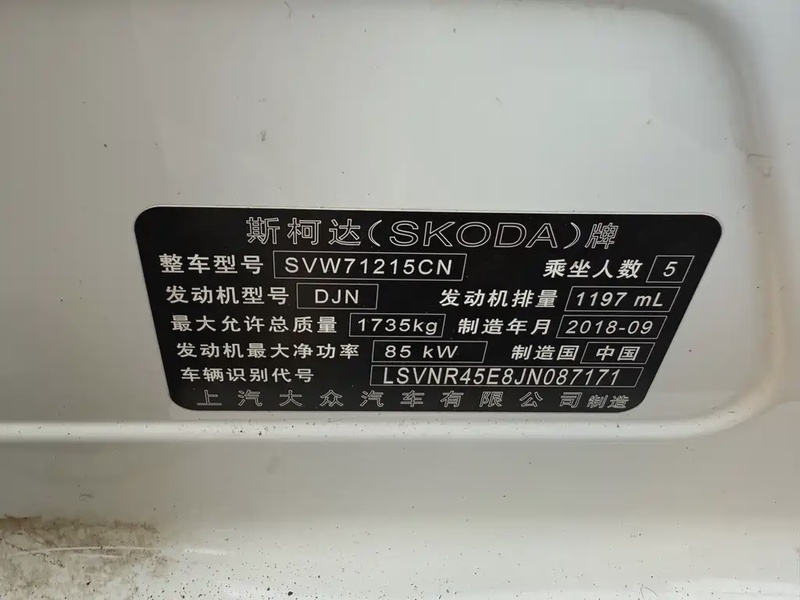 斯柯达(SKODA)牌
整车型号 SVW71215CN 乘坐人数 5
发动机型号 DJN 发动机排量 1197 mL
最大允许总质量 1735kg 制造年月 2018-09
发动机最大净功率 85 kW 制造国 中国
车辆识别代号 LSVNR45E8JN087171
上汽大众汽车有限公司制造